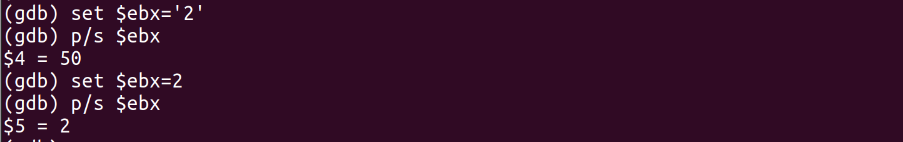 (gdb) set $ebx='2'
(gdb) p/s $ebx
$4 = 50
(gdb) set $ebx=2
(gdb) p/s $ebx
$5 = 2